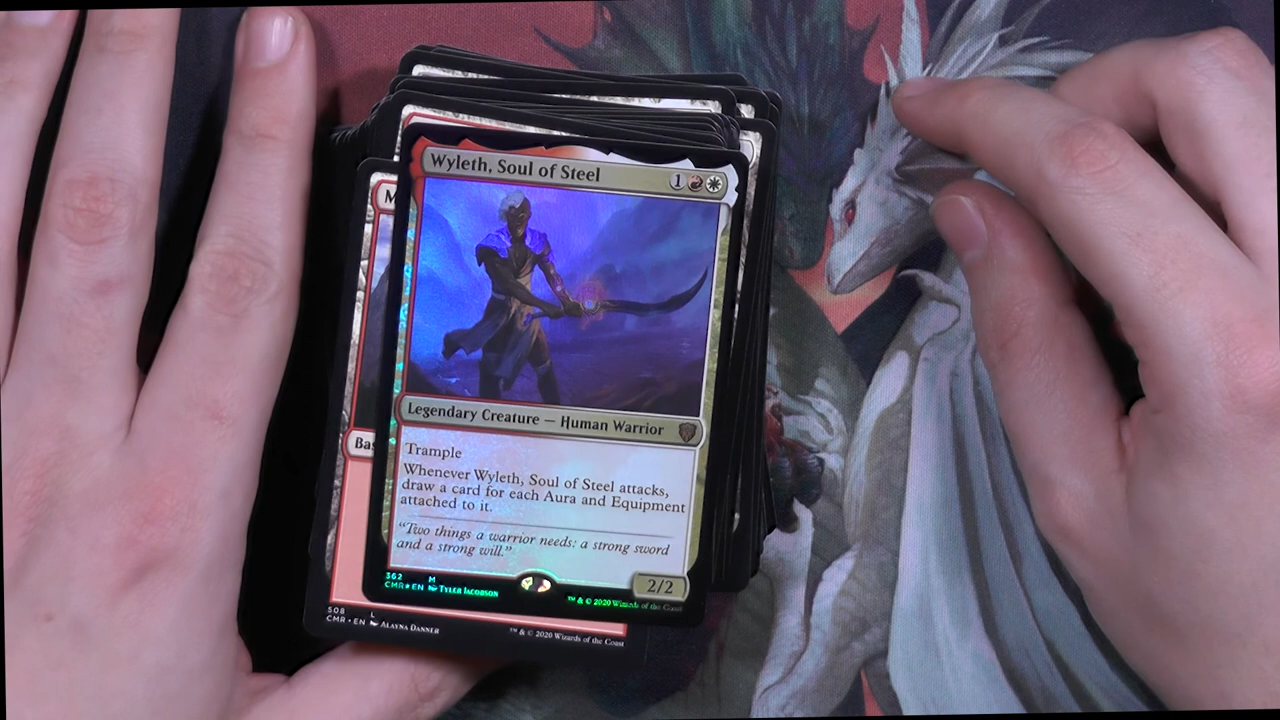 Wyleth, Soul of Steel
1
M
Legendary Creature — Human Warrior
Bas
Trample
Whenever Wyleth, Soul of Steel attacks,
draw a card for each Aura and Equipment
attached to it.
“Two things a warrior needs: a strong sword
and a strong will.”
2/2
362 M
CMR★EN Tyler Jacobson
™ & © 2020 Wizards of the Coast
508 L
CMR • EN Alayna Danner
™ & © 2020 Wizards of the Coast